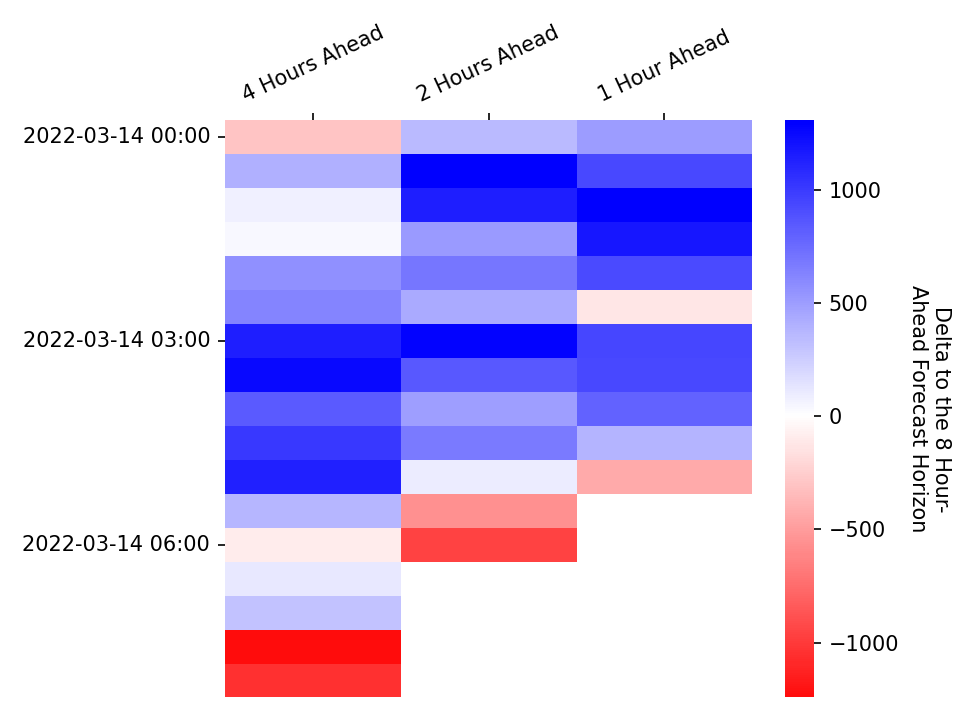 4 Hours Ahead
2 Hours Ahead
1 Hour Ahead
2022-03-14 00:00
2022-03-14 03:00
2022-03-14 06:00
1000
500
0
−500
−1000
Delta to the 8 Hour-
Ahead Forecast Horizon